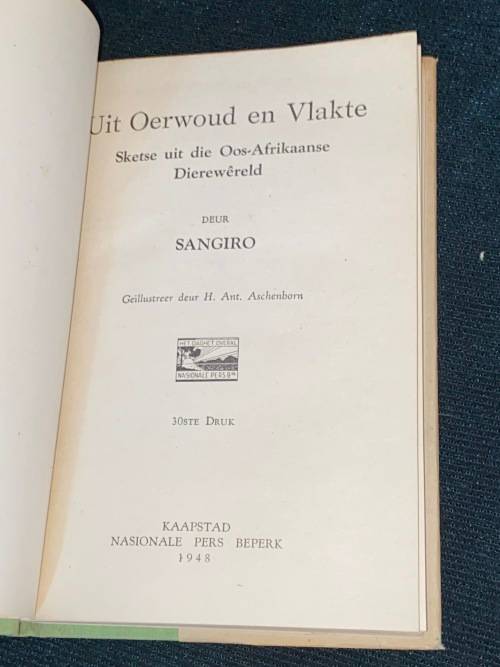 Uit Oerwoud en Vlakte
Sketse uit die Oos-Afrikaanse
Dierewêreld
DEUR
SANGIRO
Geïllustreer deur H. Ant. Aschenborn
HET DAGHET OVERAL
NASIONALE PERS BPK
30STE DRUK
KAAPSTAD
NASIONALE PERS BEPERK
1948